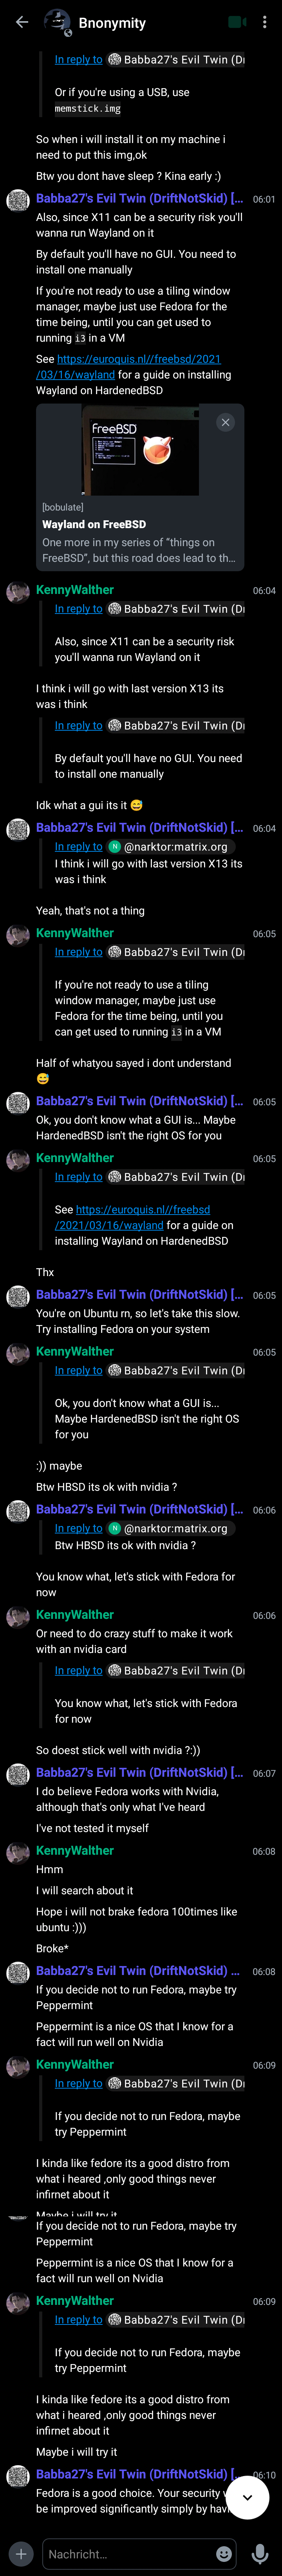 Bnonymity
In reply to Babba27's Evil Twin (Dr
Or if you're using a USB, use
memstick.img
So when i will install it on my machine i
need to put this img,ok
Btw you dont have sleep ? Kina early :)
Babba27's Evil Twin (DriftNotSkid) [... 06:01
Also, since X11 can be a security risk you'll
wanna run Wayland on it
By default you'll have no GUI. You need to
install one manually
If you're not ready to use a tiling window
manager, maybe just use Fedora for the
time being, until you can get used to
running i3 in a VM
See https://euroquis.nl//freebsd/2021
/03/16/wayland for a guide on installing
Wayland on HardenedBSD
FreeBSD
[bobulate]
Wayland on FreeBSD
One more in my series of “things on
FreeBSD”, but this road does lead to th...
KennyWalther 06:04
In reply to Babba27's Evil Twin (Dr
Also, since X11 can be a security risk
you'll wanna run Wayland on it
I think i will go with last version X13 its
was i think
In reply to Babba27's Evil Twin (Dr
By default you'll have no GUI. You need
to install one manually
Idk what a gui its it 😅
Babba27's Evil Twin (DriftNotSkid) [... 06:04
In reply to N @narktor:matrix.org
I think i will go with last version X13 its
was i think
Yeah, that's not a thing
KennyWalther 06:05
In reply to Babba27's Evil Twin (Dr
If you're not ready to use a tiling
window manager, maybe just use
Fedora for the time being, until you
can get used to running i3 in a VM
Half of whatyou sayed i dont understand
😅
Babba27's Evil Twin (DriftNotSkid) [... 06:05
Ok, you don't know what a GUI is... Maybe
HardenedBSD isn't the right OS for you
KennyWalther 06:05
In reply to Babba27's Evil Twin (Dr
See https://euroquis.nl//freebsd
/2021/03/16/wayland for a guide on
installing Wayland on HardenedBSD
Thx
Babba27's Evil Twin (DriftNotSkid) [... 06:05
You're on Ubuntu rn, so let's take this slow.
Try installing Fedora on your system
KennyWalther 06:05
In reply to Babba27's Evil Twin (Dr
Ok, you don't know what a GUI is...
Maybe HardenedBSD isn't the right OS
for you
:)) maybe
Btw HBSD its ok with nvidia ?
Babba27's Evil Twin (DriftNotSkid) [... 06:06
In reply to N @narktor:matrix.org
Btw HBSD its ok with nvidia ?
You know what, let's stick with Fedora for
now
KennyWalther 06:06
Or need to do crazy stuff to make it work
with an nvidia card
In reply to Babba27's Evil Twin (Dr
You know what, let's stick with Fedora
for now
So doest stick well with nvidia ?:))
Babba27's Evil Twin (DriftNotSkid) [... 06:07
I do believe Fedora works with Nvidia,
although that's only what I've heard
I've not tested it myself
KennyWalther 06:08
Hmm
I will search about it
Hope i will not brake fedora 100times like
ubuntu :)))
Broke*
Babba27's Evil Twin (DriftNotSkid) ... 06:08
If you decide not to run Fedora, maybe try
Peppermint
Peppermint is a nice OS that I know for a
fact will run well on Nvidia
KennyWalther 06:09
In reply to Babba27's Evil Twin (Dr
If you decide not to run Fedora, maybe
try Peppermint
I kinda like fedore its a good distro from
what i heared ,only good things never
infirnet about it
Maybe i will try it
If you decide not to run Fedora, maybe try
Peppermint
Peppermint is a nice OS that I know for a
fact will run well on Nvidia
KennyWalther 06:09
In reply to Babba27's Evil Twin (Dr
If you decide not to run Fedora, maybe
try Peppermint
I kinda like fedore its a good distro from
what i heared ,only good things never
infirnet about it
Maybe i will try it
Babba27's Evil Twin (DriftNotSkid) [... 06:10
Fedora is a good choice. Your security
be improved significantly simply by
Nachricht...